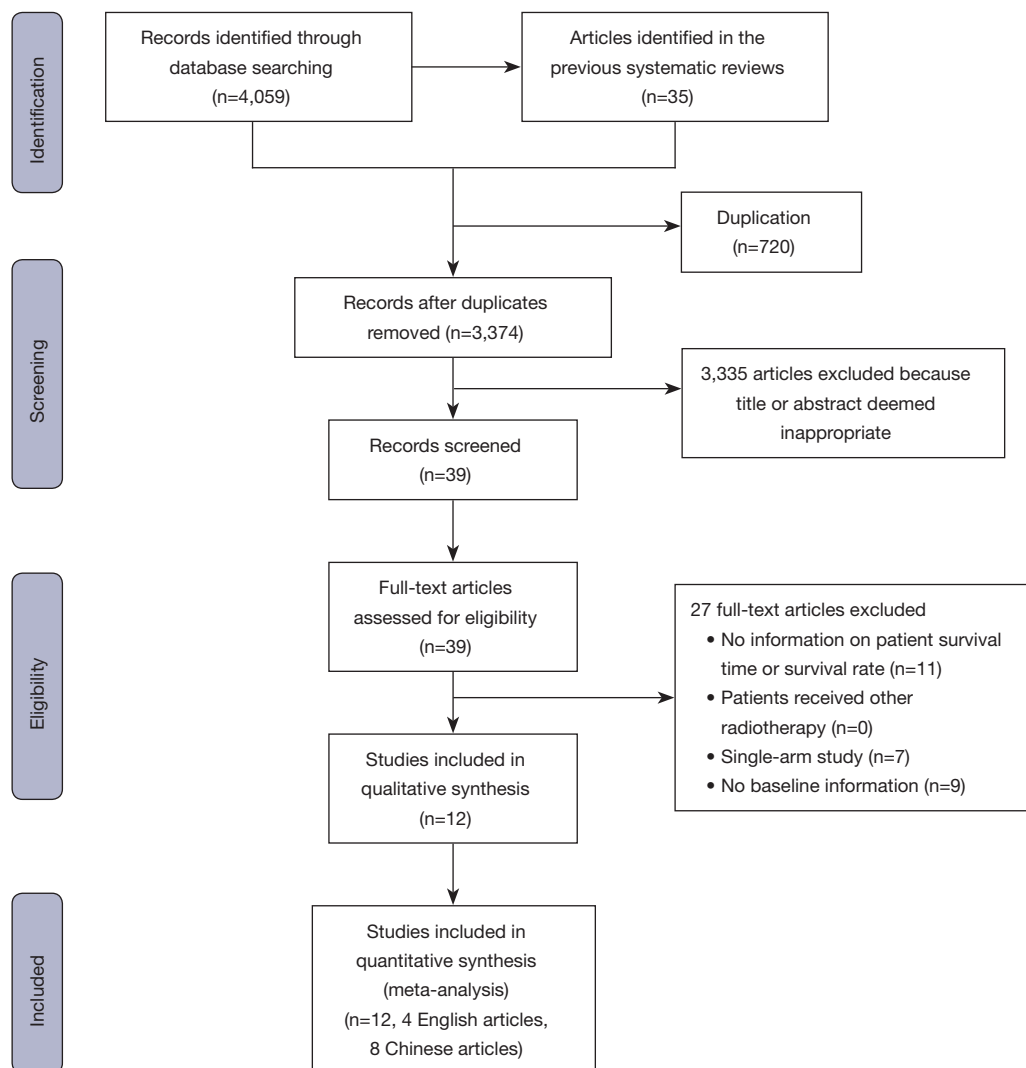 Identification
Records identified through
database searching
(n=4,059)
Articles identified in the
previous systematic reviews
(n=35)
Duplication
(n=720)
Screening
Records after duplicates
removed (n=3,374)
3,335 articles excluded because
title or abstract deemed
inappropriate
Records screened
(n=39)
Eligibility
Full-text articles
assessed for eligibility
(n=39)
27 full-text articles excluded
• No information on patient survival
time or survival rate (n=11)
• Patients received other
radiotherapy (n=0)
• Single-arm study (n=7)
• No baseline information (n=9)
Studies included in
qualitative synthesis
(n=12)
Included
Studies included in
quantitative synthesis
(meta-analysis)
(n=12, 4 English articles,
8 Chinese articles)